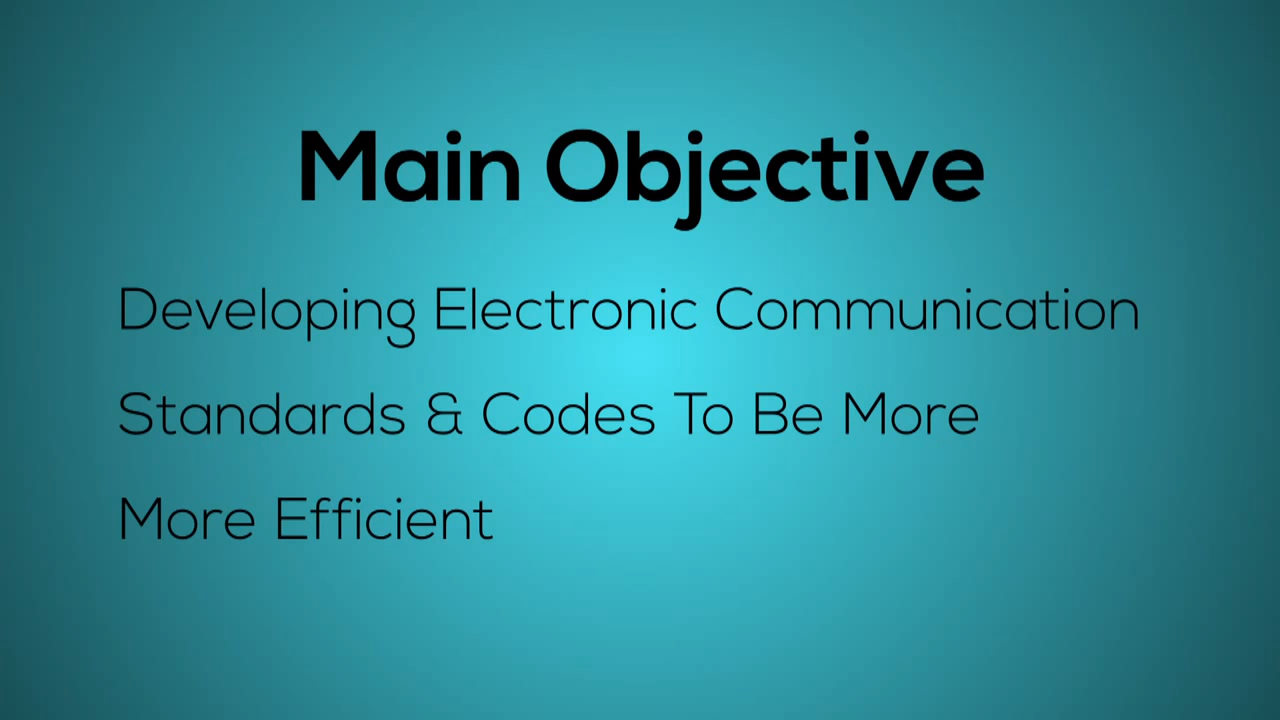 Main Objective
Developing Electronic Communication
Standards & Codes To Be More
More Efficient